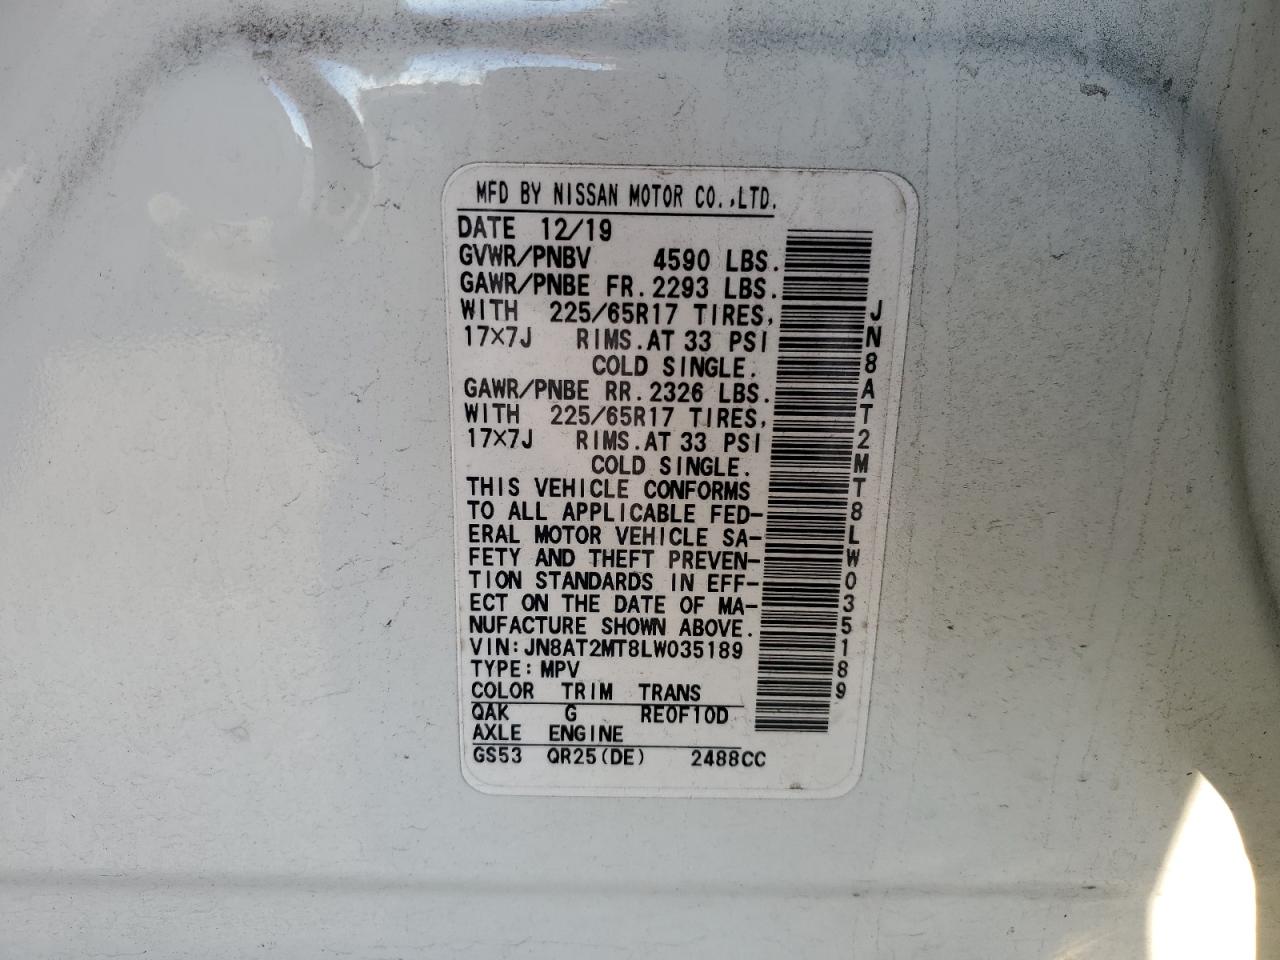 MFD BY NISSAN MOTOR CO.,LTD.
DATE 12/19
GVWR/PNBV 4590 LBS.
GAWR/PNBE FR. 2293 LBS.
WITH 225/65R17 TIRES,
17×7J RIMS.AT 33 PSI
COLD SINGLE.
GAWR/PNBE RR. 2326 LBS.
WITH 225/65R17 TIRES,
17×7J RIMS.AT 33 PSI
COLD SINGLE.
THIS VEHICLE CONFORMS
TO ALL APPLICABLE FED-
ERAL MOTOR VEHICLE SA-
FETY AND THEFT PREVEN-
TION STANDARDS IN EFF-
ECT ON THE DATE OF MA-
NUFACTURE SHOWN ABOVE.
VIN:JN8AT2MT8LW035189
TYPE:MPV
COLOR TRIM TRANS
QAK G RE0F10D
AXLE ENGINE
GS53 QR25(DE) 2488CC
JN8AT2MT8LW035189